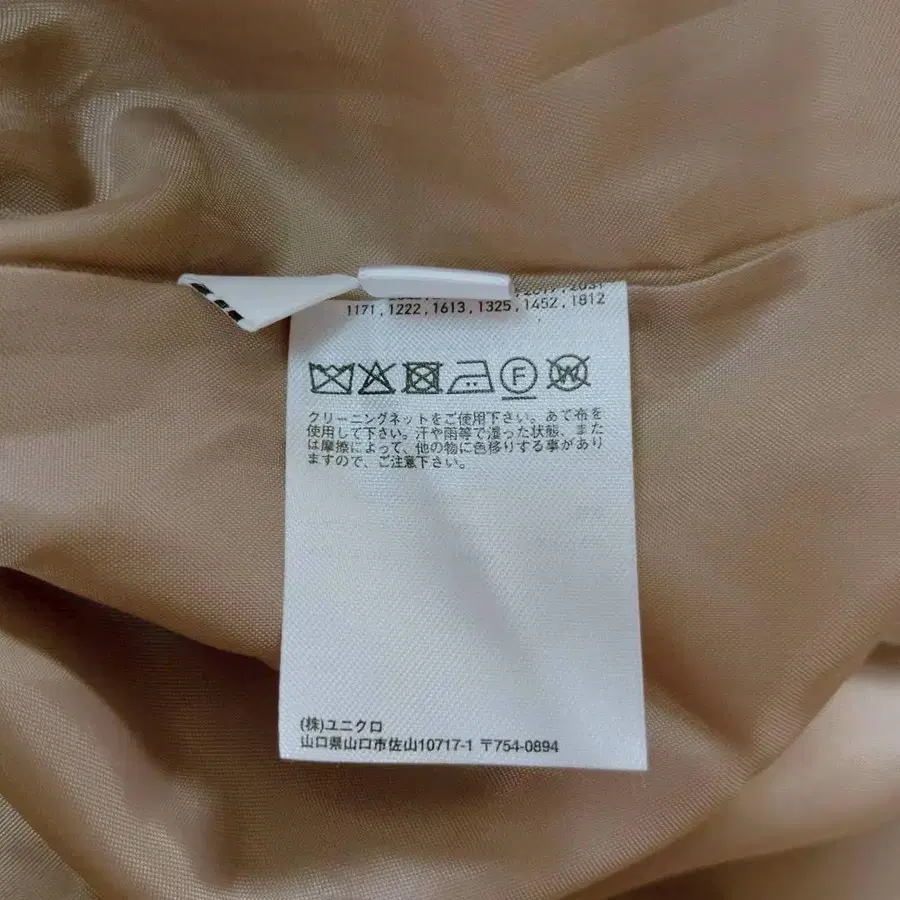 1171,1222,1613,1325,1452,1812
F W
クリーニングネットをご使用下さい。あて布を
使用して下さい。汗や雨等で湿った状態、また
は摩擦によって、他の物に色移りする事があり
ますので、ご注意下さい。
(株)ユニクロ
山口県山口市佐山10717-1 〒754-0894